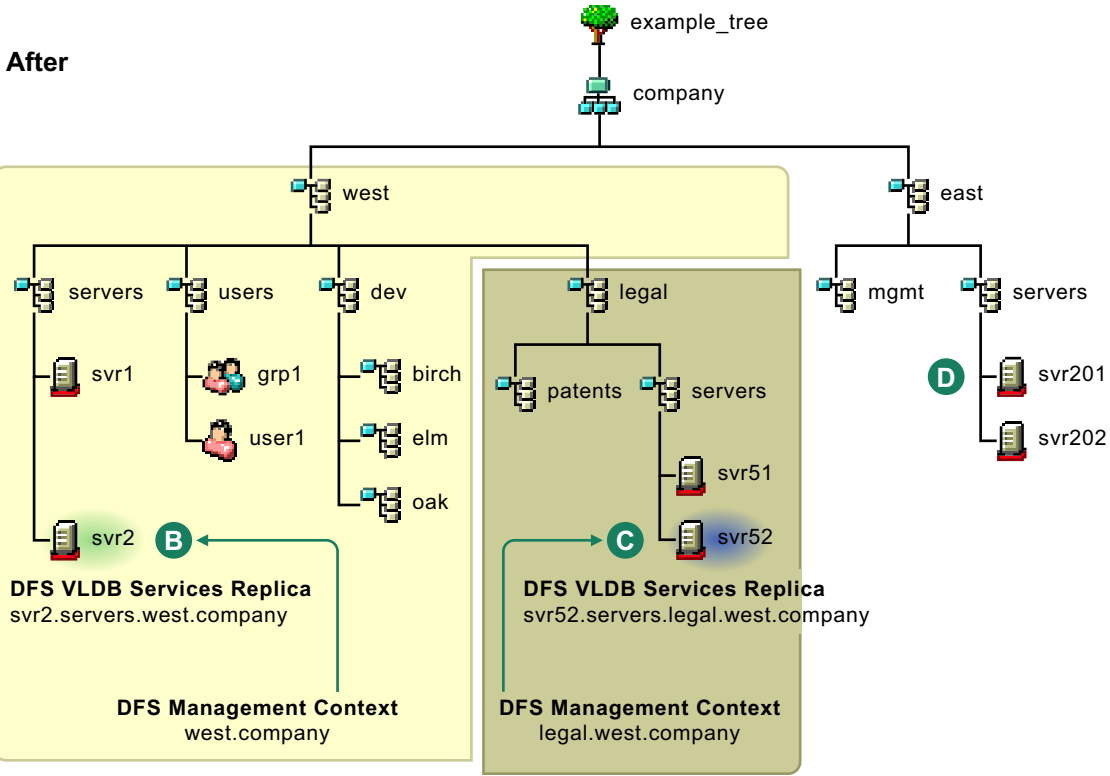 example_tree
After
company
west
east
servers
users
dev
legal
mgmt
servers
svr1
grp1
birch
patents
servers
D
svr201
user1
elm
svr202
svr51
oak
svr2
B
C
svr52
DFS VLDB Services Replica
svr2.servers.west.company
DFS VLDB Services Replica
svr52.servers.legal.west.company
DFS Management Context
west.company
DFS Management Context
legal.west.company